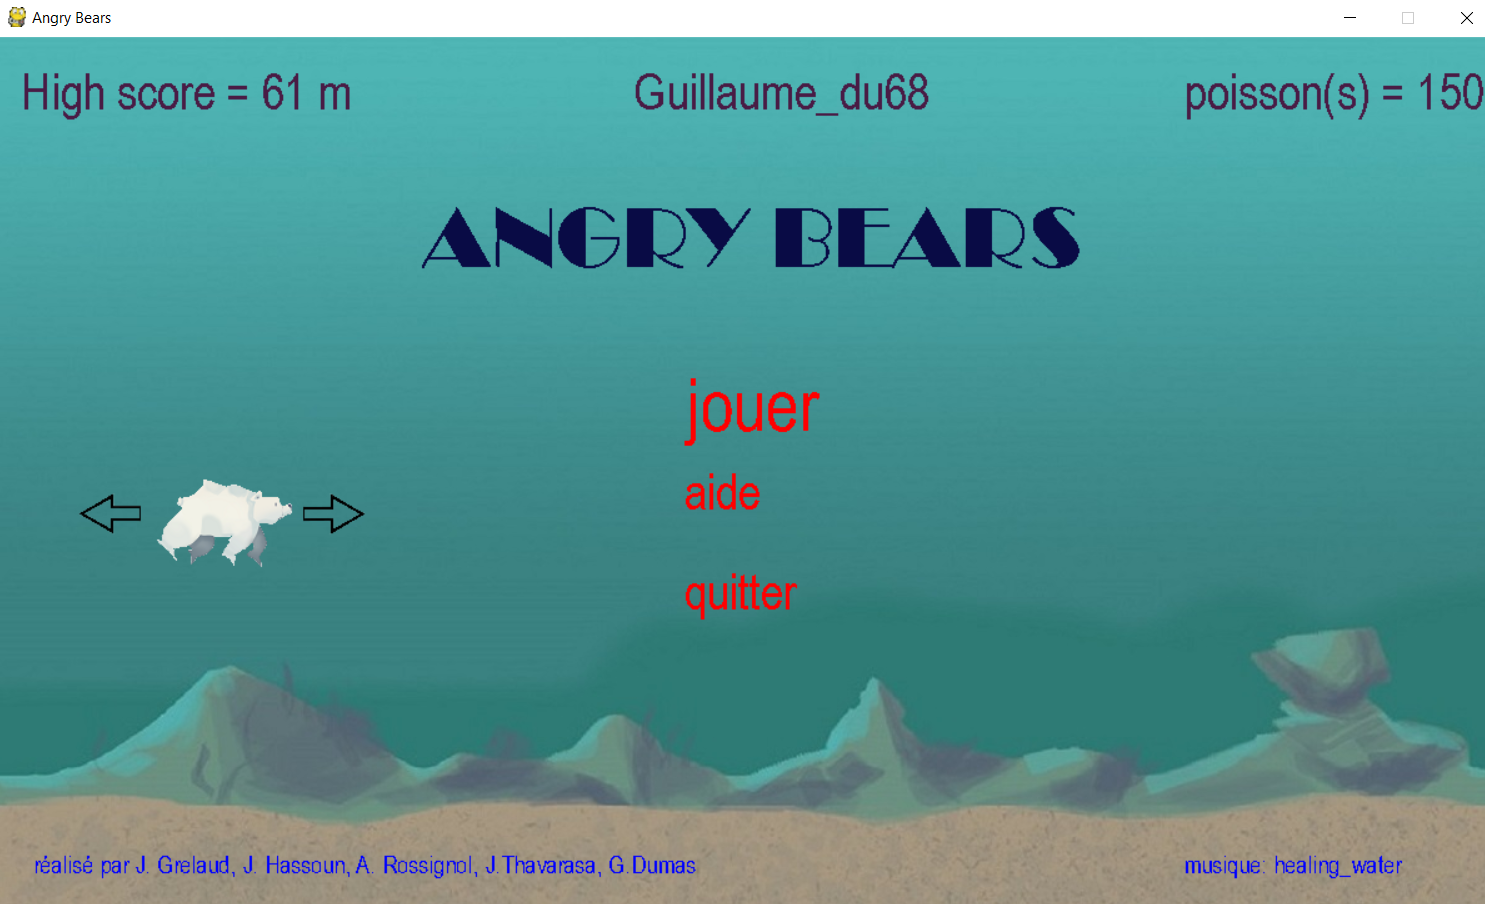 Angry Bears
High score = 61 m
Guillaume_du68
poisson(s) = 150
ANGRY BEARS
jouer
aide
quitter
réalisé par J. Grelaud, J. Hassoun, A. Rossignol, J.Thavarasa, G.Dumas
musique: healing_water